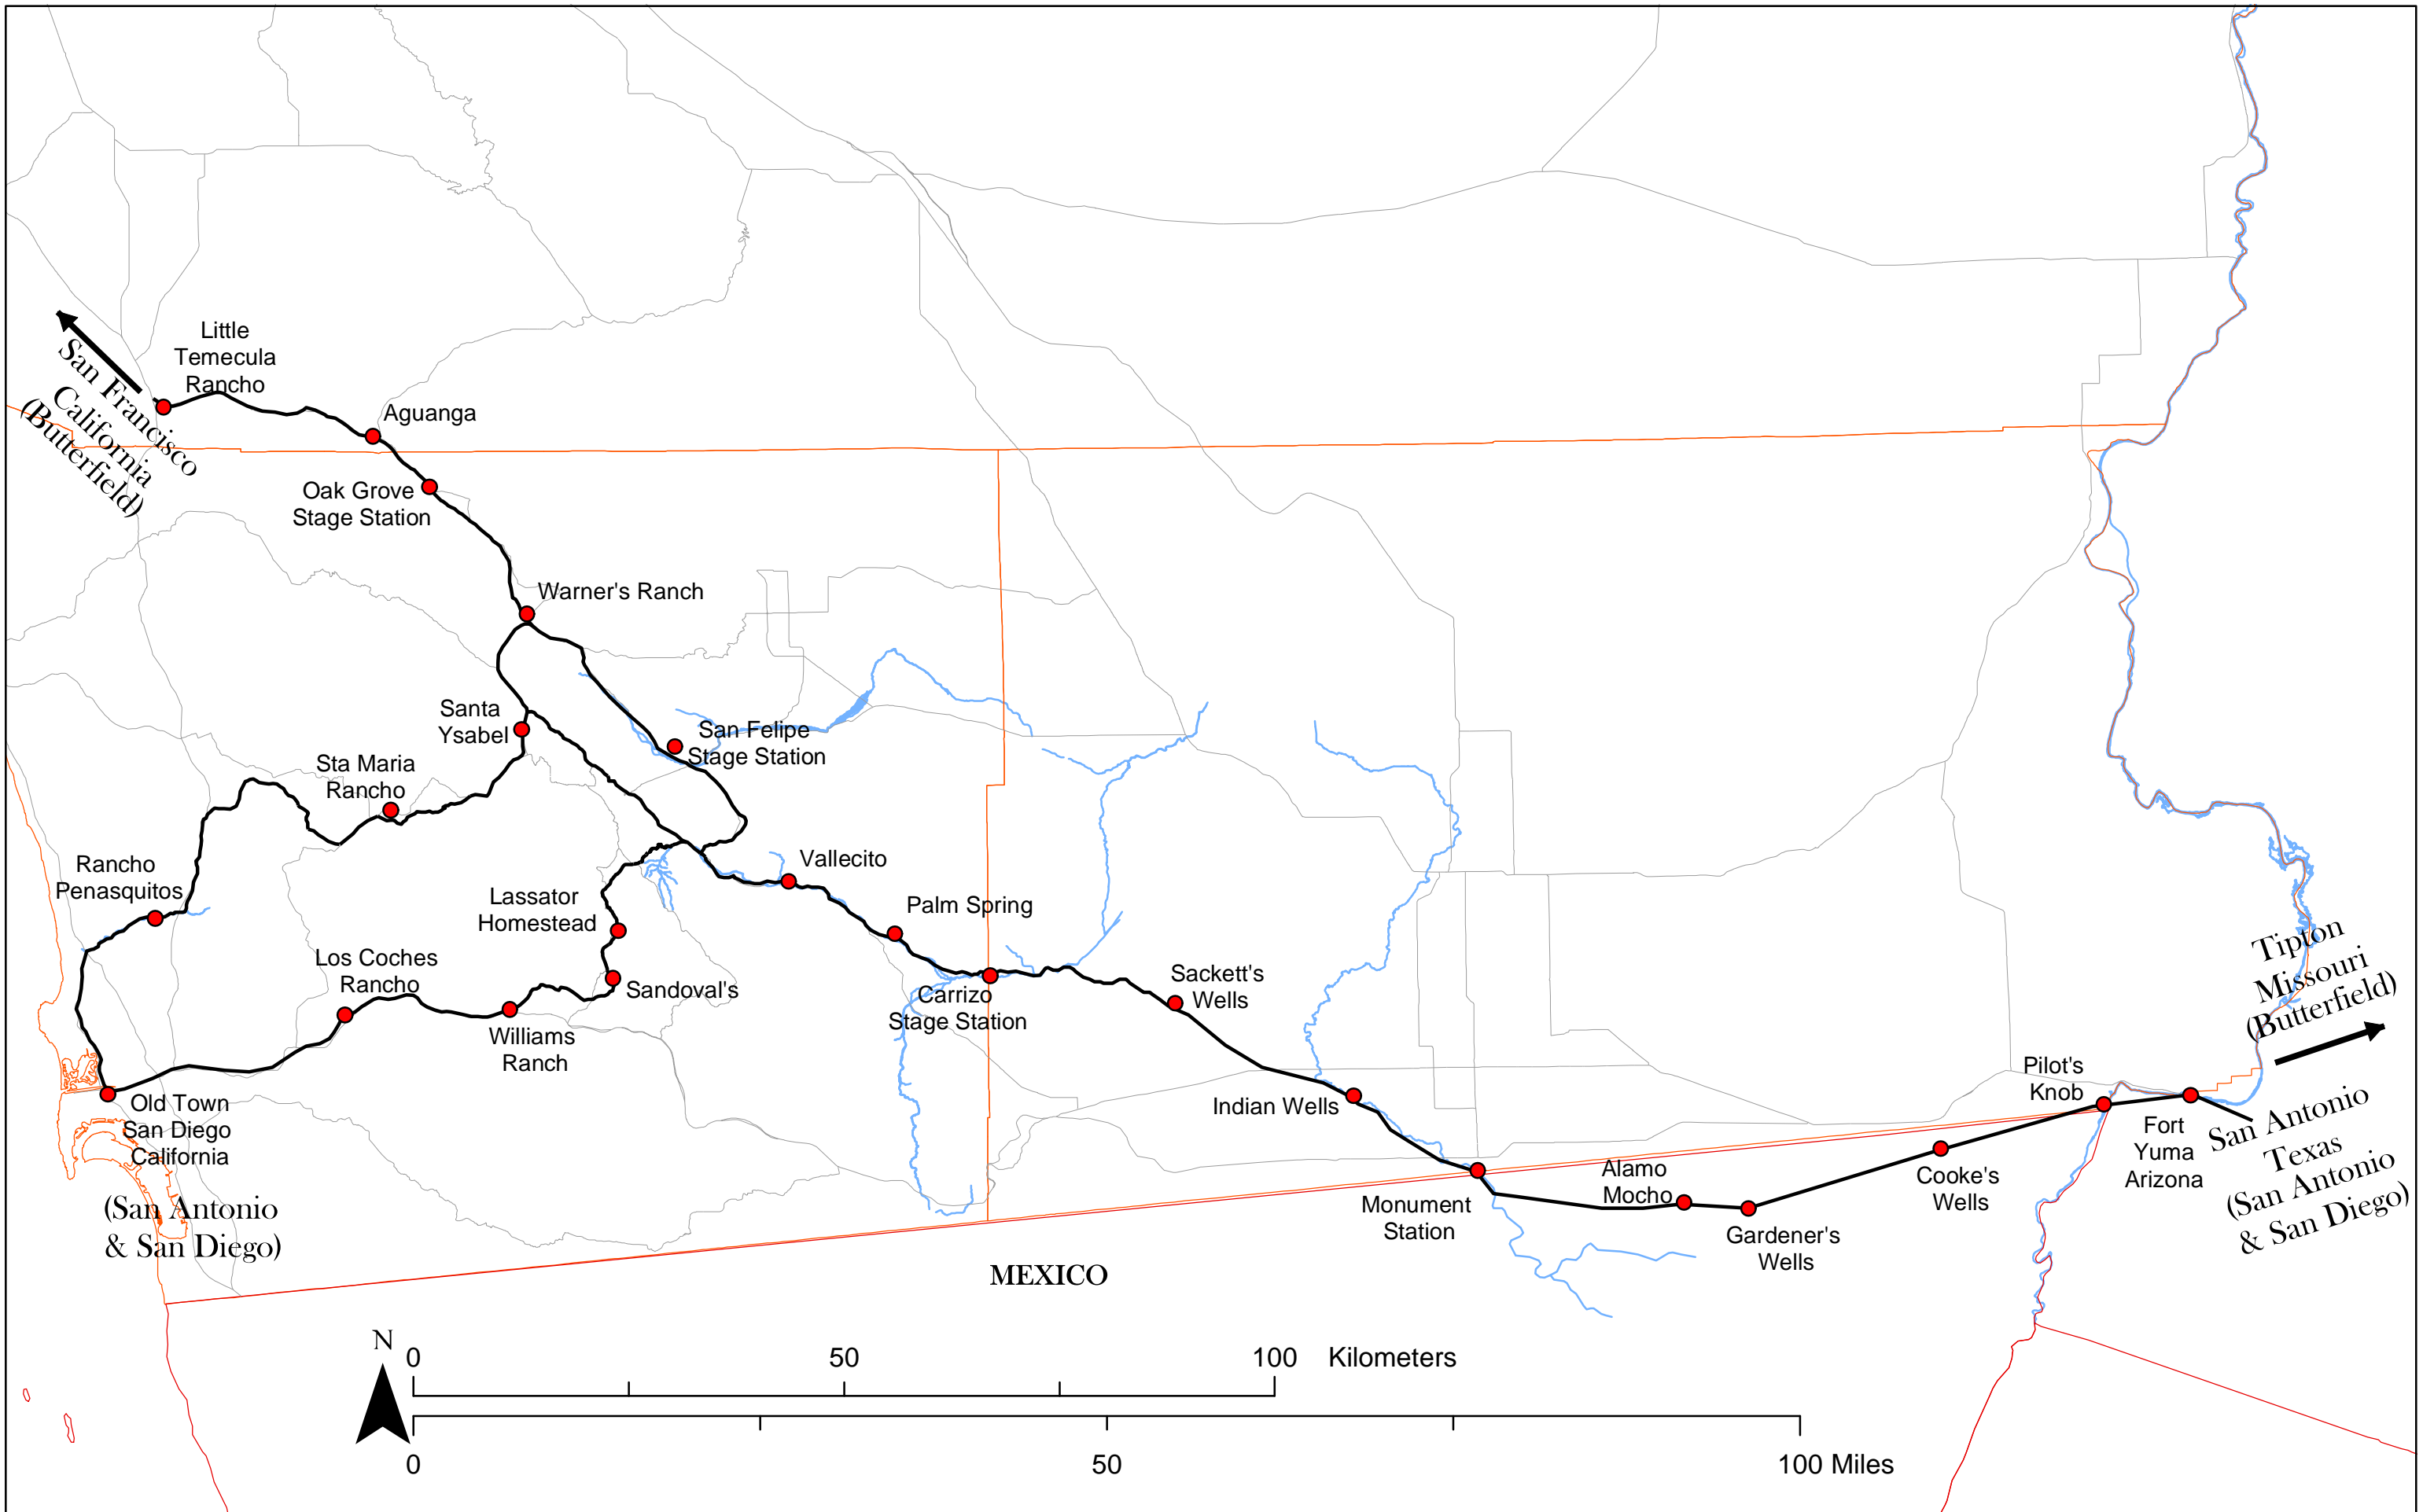 Little
Temecula
Rancho
San Francisco
California
(Butterfield)
Aguanga
Oak Grove
Stage Station
Warner's Ranch
Santa
Ysabel
San Felipe
Stage Station
Sta Maria
Rancho
Rancho
Penasquitos
Vallecito
Lassator
Homestead
Palm Spring
Los Coches
Rancho
Sandoval's
Carrizo
Stage Station
Sackett's
Wells
Williams
Ranch
Tipton
Missouri
(Butterfield)
Old Town
San Diego
California
(San Antonio
& San Diego)
Indian Wells
Pilot's
Knob
Fort
Yuma
Arizona
San Antonio
Texas
(San Antonio
& San Diego)
Monument
Station
Alamo
Mocho
Gardener's
Wells
Cooke's
Wells
MEXICO
N
0 50 100 Kilometers
0 50 100 Miles